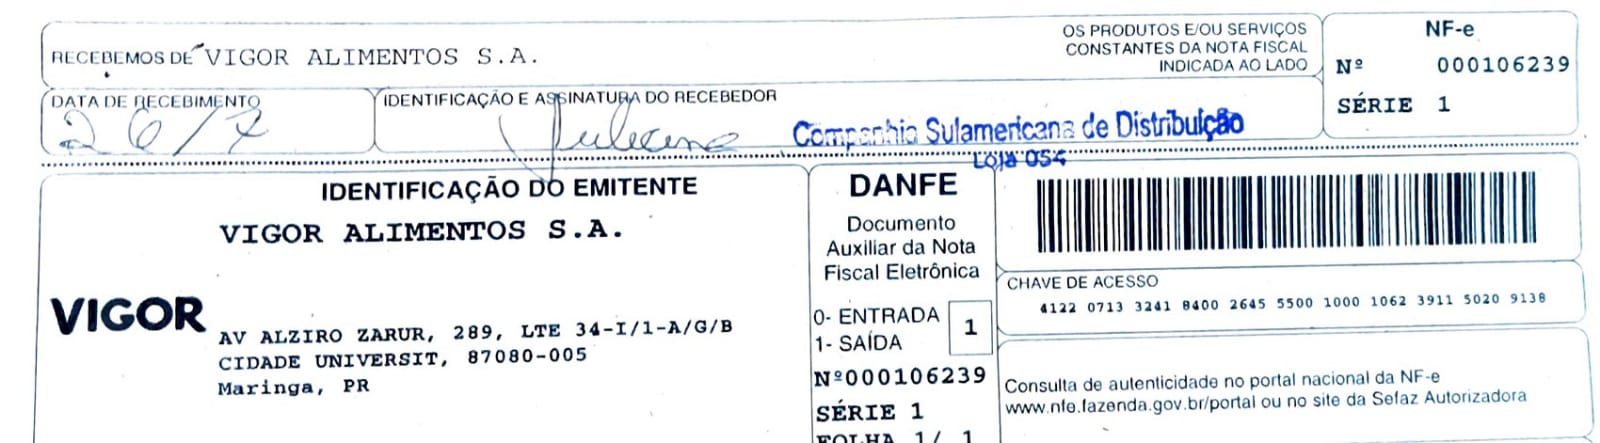 RECEBEMOS DE VIGOR ALIMENTOS S.A.
OS PRODUTOS E/OU SERVIÇOS
CONSTANTES DA NOTA FISCAL
INDICADA AO LADO
NF-e
Nº 000106239
SÉRIE 1
DATA DE RECEBIMENTO
26/7
IDENTIFICAÇÃO E ASSINATURA DO RECEBEDOR
Juliana
Companhia Sulamericana de Distribuição
Loja 054
IDENTIFICAÇÃO DO EMITENTE
VIGOR ALIMENTOS S.A.
VIGOR
AV ALZIRO ZARUR, 289, LTE 34-I/1-A/G/B
CIDADE UNIVERSIT, 87080-005
Maringa, PR
DANFE
Documento
Auxiliar da Nota
Fiscal Eletrônica
0- ENTRADA
1- SAÍDA
1
Nº000106239
SÉRIE 1
FOLHA 1/ 1
CHAVE DE ACESSO
4122 0713 3241 8400 2645 5500 1000 1062 3911 5020 9138
Consulta de autenticidade no portal nacional da NF-e
www.nfe.fazenda.gov.br/portal ou no site da Sefaz Autorizadora